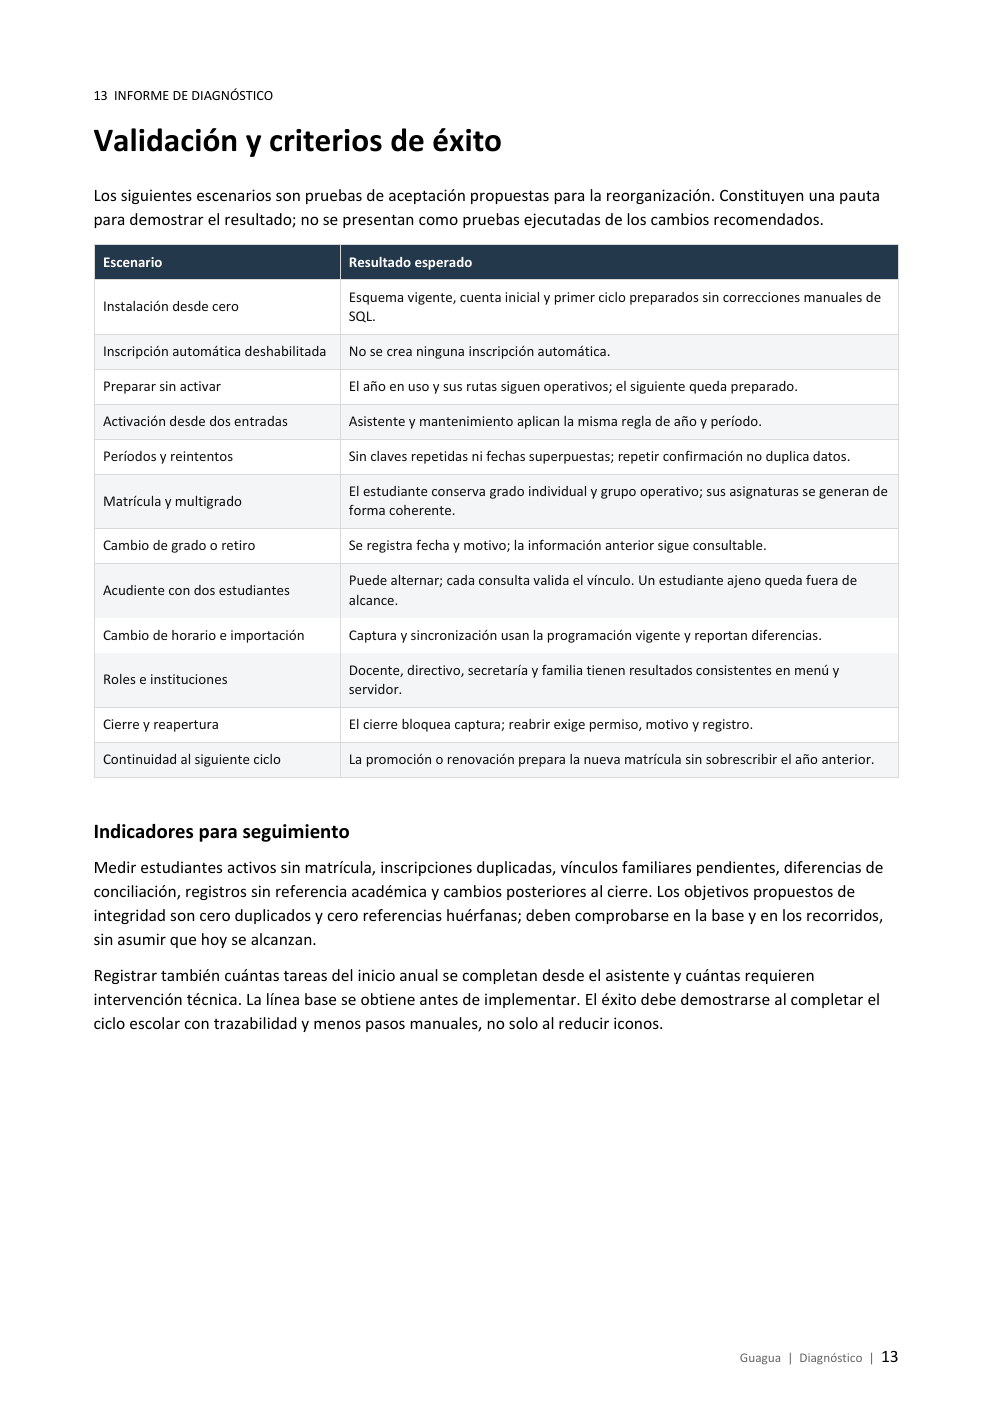 13 INFORME DE DIAGNÓSTICO
Validación y criterios de éxito
Los siguientes escenarios son pruebas de aceptación propuestas para la reorganización. Constituyen una pauta
para demostrar el resultado; no se presentan como pruebas ejecutadas de los cambios recomendados.
Escenario
Resultado esperado
Instalación desde cero
Esquema vigente, cuenta inicial y primer ciclo preparados sin correcciones manuales de
SQL.
Inscripción automática deshabilitada
No se crea ninguna inscripción automática.
Preparar sin activar
El año en uso y sus rutas siguen operativos; el siguiente queda preparado.
Activación desde dos entradas
Asistente y mantenimiento aplican la misma regla de año y período.
Períodos y reintentos
Sin claves repetidas ni fechas superpuestas; repetir confirmación no duplica datos.
Matrícula y multigrado
El estudiante conserva grado individual y grupo operativo; sus asignaturas se generan de
forma coherente.
Cambio de grado o retiro
Se registra fecha y motivo; la información anterior sigue consultable.
Acudiente con dos estudiantes
Puede alternar; cada consulta valida el vínculo. Un estudiante ajeno queda fuera de
alcance.
Cambio de horario e importación
Captura y sincronización usan la programación vigente y reportan diferencias.
Roles e instituciones
Docente, directivo, secretaría y familia tienen resultados consistentes en menú y
servidor.
Cierre y reapertura
El cierre bloquea captura; reabrir exige permiso, motivo y registro.
Continuidad al siguiente ciclo
La promoción o renovación prepara la nueva matrícula sin sobrescribir el año anterior.
Indicadores para seguimiento
Medir estudiantes activos sin matrícula, inscripciones duplicadas, vínculos familiares pendientes, diferencias de
conciliación, registros sin referencia académica y cambios posteriores al cierre. Los objetivos propuestos de
integridad son cero duplicados y cero referencias huérfanas; deben comprobarse en la base y en los recorridos,
sin asumir que hoy se alcanzan.
Registrar también cuántas tareas del inicio anual se completan desde el asistente y cuántas requieren
intervención técnica. La línea base se obtiene antes de implementar. El éxito debe demostrarse al completar el
ciclo escolar con trazabilidad y menos pasos manuales, no solo al reducir iconos.
Guagua | Diagnóstico | 13